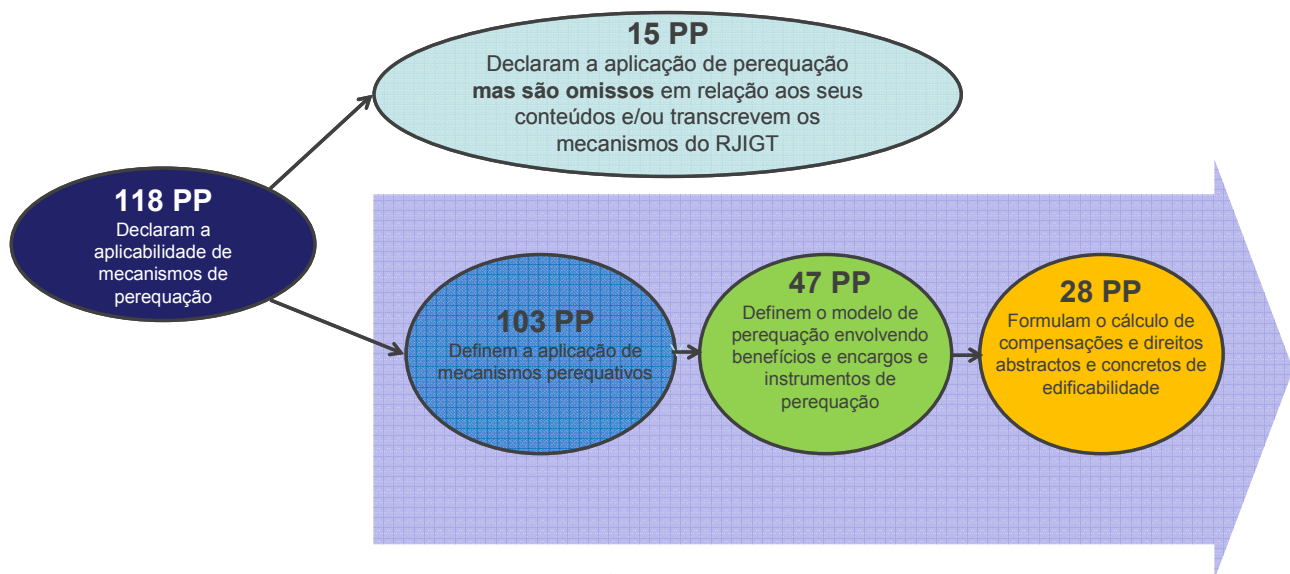 15 PP
Declaram a aplicação de perequação
mas são omissos em relação aos seus
conteúdos e/ou transcrevem os
mecanismos do RJIGT
118 PP
Declaram a
aplicabilidade de
mecanismos de
perequação
103 PP
Definem a aplicação de
mecanismos perequativos
47 PP
Definem o modelo de
perequação envolvendo
benefícios e encargos e
instrumentos de
perequação
28 PP
Formulam o cálculo de
compensações e direitos
abstractos e concretos de
edificabilidade